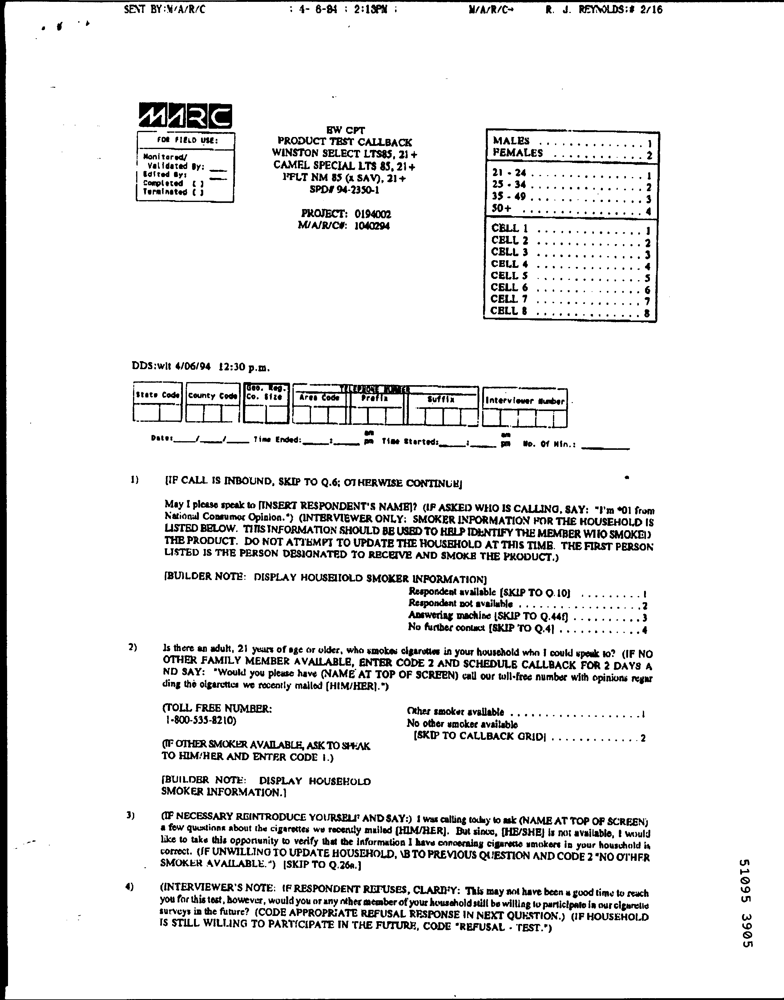 SENT BY:M/A/R/C : 4- 6-94 : 2:13PM : M/A/R/C→ R. J. REYNOLDS:# 2/16
MARC
FOR FIELD USE:
Monitored/
Validated By: ___
Edited By: ___
Completed [ ]
Terminated [ ]
EW CPT
PRODUCT TEST CALLBACK
WINSTON SELECT LTS85, 21+
CAMEL SPECIAL LTS 85, 21+
PFLT NM 85 (x SAV), 21+
SPD# 94-2350-1
PROJECT: 0194002
M/A/R/C#: 1040294
MALES . . . . . . . . . . . . . . 1
FEMALES . . . . . . . . . . . . 2
21 - 24 . . . . . . . . . . . . . . 1
25 - 34 . . . . . . . . . . . . . . 2
35 - 49 . . . . . . . . . . . . . . 3
50+ . . . . . . . . . . . . . . . . 4
CELL 1 . . . . . . . . . . . . . 1
CELL 2 . . . . . . . . . . . . . 2
CELL 3 . . . . . . . . . . . . . 3
CELL 4 . . . . . . . . . . . . . 4
CELL 5 . . . . . . . . . . . . . 5
CELL 6 . . . . . . . . . . . . . 6
CELL 7 . . . . . . . . . . . . . 7
CELL 8 . . . . . . . . . . . . . 8
DDS:wlt 4/06/94 12:30 p.m.
TELEPHONE NUMBER
State Code County Code Geo. Reg. Co. Size Area Code Prefix Suffix Interviewer Number
Date: ___/___/___ Time Ended: ___:___ am pm Time Started: ___:___ am pm No. Of Min.: ______
1) [IF CALL IS INBOUND, SKIP TO Q.6; OTHERWISE CONTINUE]
May I please speak to [INSERT RESPONDENT'S NAME]? (IF ASKED WHO IS CALLING, SAY: "I'm *01 from
National Consumer Opinion.") (INTERVIEWER ONLY: SMOKER INFORMATION FOR THE HOUSEHOLD IS
LISTED BELOW. THIS INFORMATION SHOULD BE USED TO HELP IDENTIFY THE MEMBER WHO SMOKED
THE PRODUCT. DO NOT ATTEMPT TO UPDATE THE HOUSEHOLD AT THIS TIME. THE FIRST PERSON
LISTED IS THE PERSON DESIGNATED TO RECEIVE AND SMOKE THE PRODUCT.)
[BUILDER NOTE: DISPLAY HOUSEHOLD SMOKER INFORMATION]
Respondent available [SKIP TO Q.10] . . . . . . . . . 1
Respondent not available . . . . . . . . . . . . . . . . . 2
Answering machine [SKIP TO Q.44f] . . . . . . . . . . 3
No further contact [SKIP TO Q.4] . . . . . . . . . . . 4
2) Is there an adult, 21 years of age or older, who smokes cigarettes in your household who I could speak to? (IF NO
OTHER FAMILY MEMBER AVAILABLE, ENTER CODE 2 AND SCHEDULE CALLBACK FOR 2 DAYS A
ND SAY: "Would you please have (NAME AT TOP OF SCREEN) call our toll-free number with opinions regar
ding the cigarettes we recently mailed [HIM/HER].")
(TOLL FREE NUMBER:
1-800-535-8210)
Other smoker available . . . . . . . . . . . . . . . . . . 1
No other smoker available
[SKIP TO CALLBACK GRID] . . . . . . . . . . . . . 2
(IF OTHER SMOKER AVAILABLE, ASK TO SPEAK
TO HIM/HER AND ENTER CODE 1.)
[BUILDER NOTE: DISPLAY HOUSEHOLD
SMOKER INFORMATION.]
3) (IF NECESSARY REINTRODUCE YOURSELF AND SAY:) I was calling today to ask (NAME AT TOP OF SCREEN)
a few questions about the cigarettes we recently mailed [HIM/HER]. But since, [HE/SHE] is not available, I would
like to take this opportunity to verify that the information I have concerning cigarette smokers in your household is
correct. (IF UNWILLING TO UPDATE HOUSEHOLD, \B TO PREVIOUS QUESTION AND CODE 2 "NO OTHER
SMOKER AVAILABLE.") [SKIP TO Q.26a.]
4) (INTERVIEWER'S NOTE: IF RESPONDENT REFUSES, CLARIFY: This may not have been a good time to reach
you for this test, however, would you or any other member of your household still be willing to participate in our cigarette
surveys in the future? (CODE APPROPRIATE REFUSAL RESPONSE IN NEXT QUESTION.) (IF HOUSEHOLD
IS STILL WILLING TO PARTICIPATE IN THE FUTURE, CODE "REFUSAL - TEST.")
51095 3905